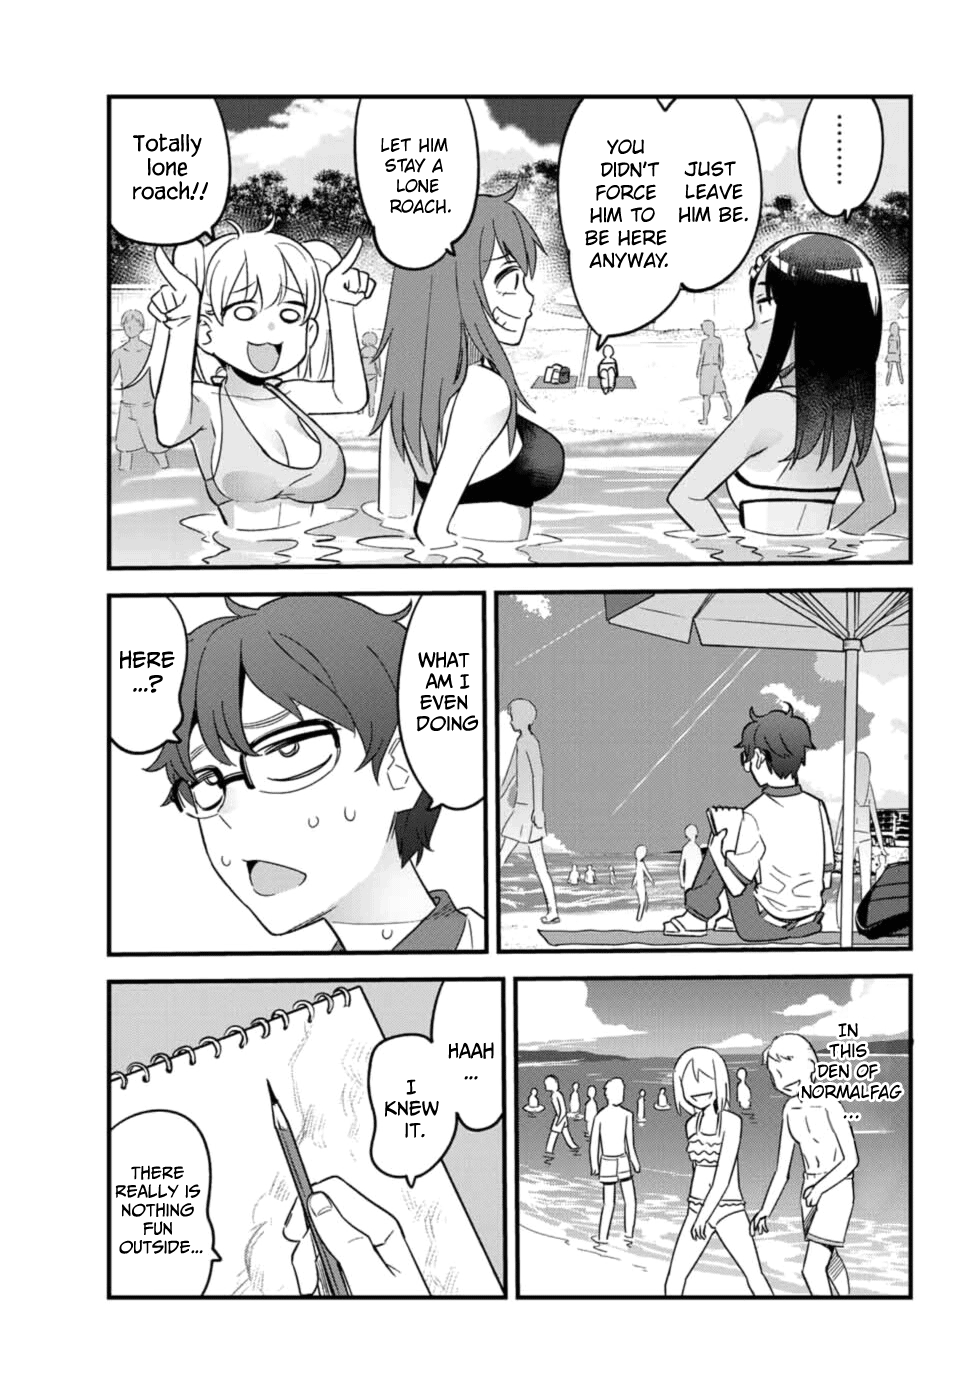 ..........
JUST
LEAVE
HIM BE.
YOU
DIDN'T
FORCE
HIM TO
BE HERE
ANYWAY.
LET HIM
STAY A
LONE
ROACH.
Totally
lone
roach!!
WHAT
AM I
EVEN
DOING
HERE
...?
IN
THIS
DEN OF
NORMALFAG
...
HAAH
...
I
KNEW
IT.
THERE
REALLY IS
NOTHING
FUN
OUTSIDE...